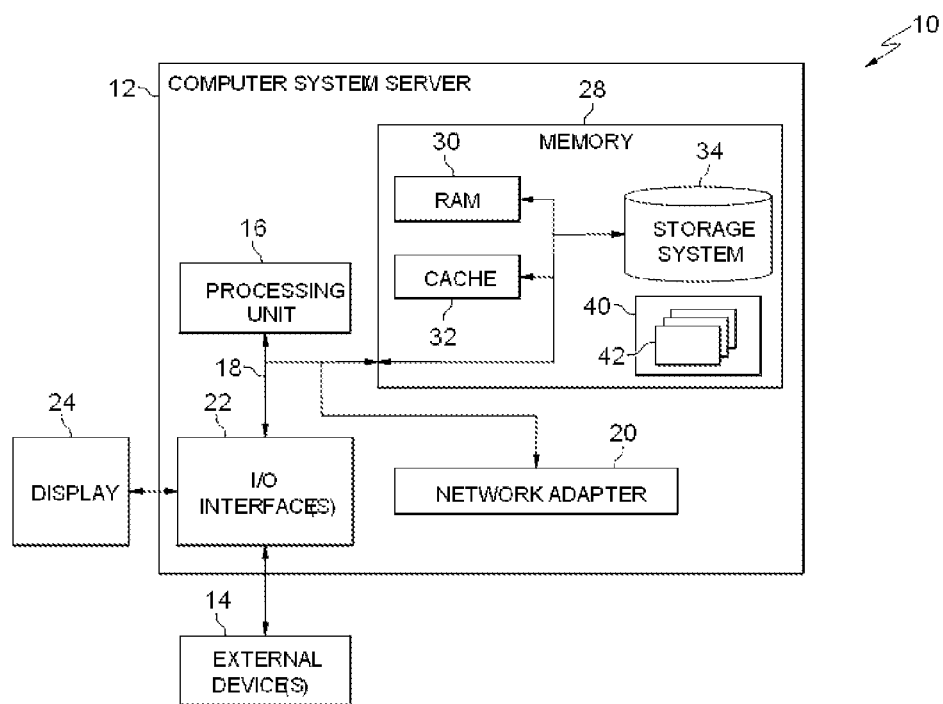 10
12
COMPUTER SYSTEM SERVER
28
MEMORY
30
RAM
34
STORAGE
SYSTEM
16
PROCESSING
UNIT
CACHE
32
40
42
18
24
DISPLAY
22
I/O
INTERFACE(S)
20
NETWORK ADAPTER
14
EXTERNAL
DEVICE(S)